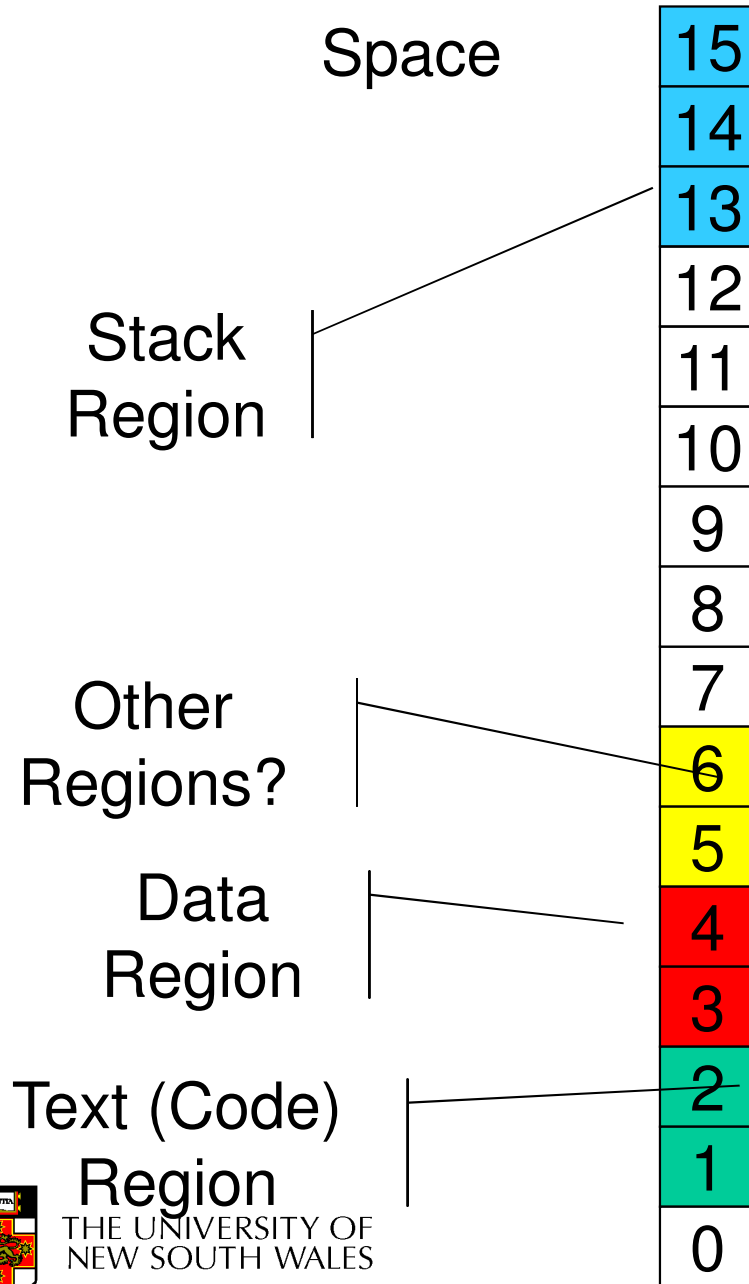 Space
15
14
13
12
11
10
9
8
7
6
5
4
3
2
1
0
Stack
Region
Other
Regions?
Data
Region
Text (Code)
Region
THE UNIVERSITY OF
NEW SOUTH WALES